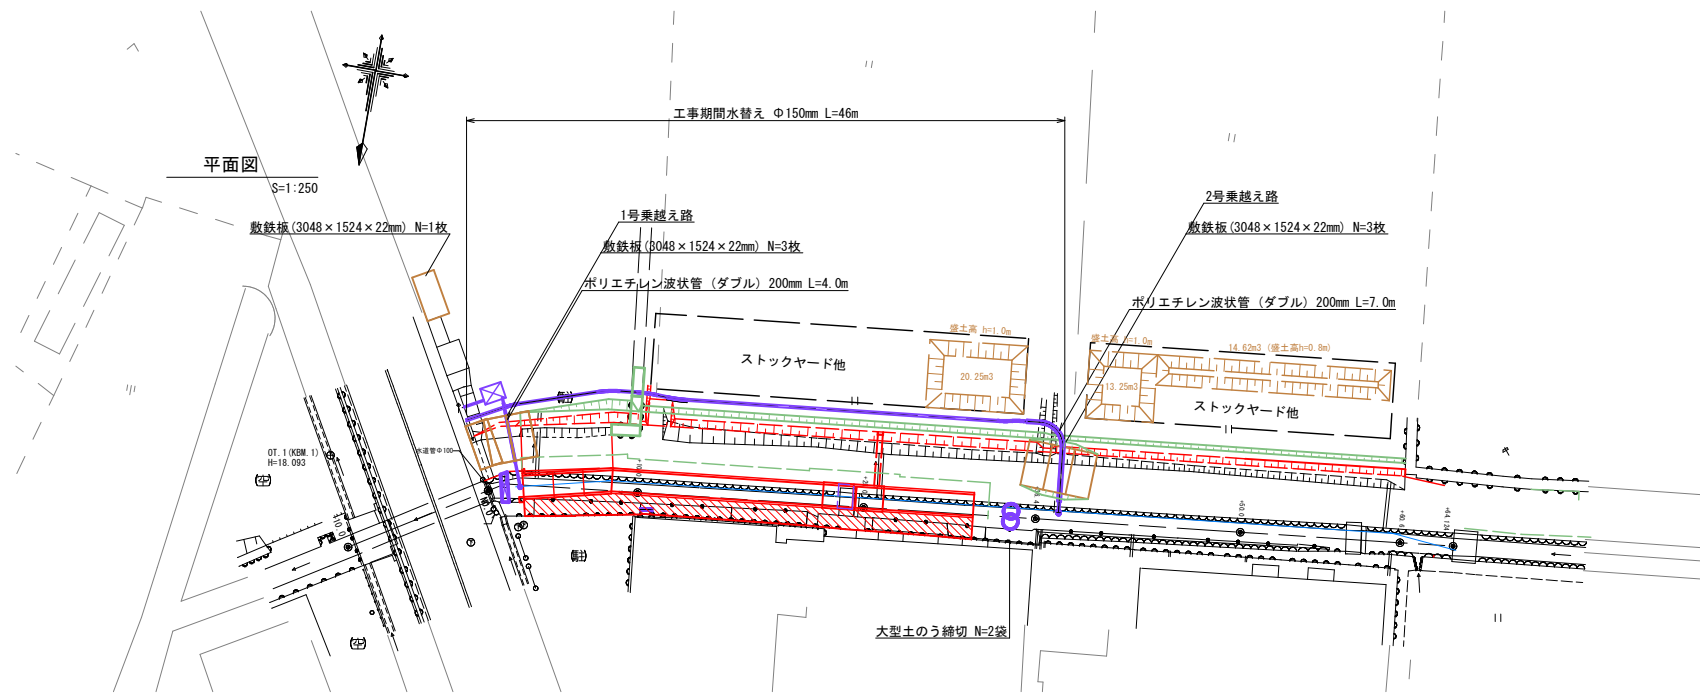 工事期間水替え Φ150mm L=46m
平面図
S=1:250
敷鉄板(3048×1524×22mm) N=1枚
1号乗越え路
敷鉄板(3048×1524×22mm) N=3枚
ポリエチレン波状管 (ダブル) 200mm L=4.0m
2号乗越え路
敷鉄板(3048×1524×22mm) N=3枚
ポリエチレン波状管 (ダブル) 200mm L=7.0m
盛土高 h=1.0m
盛土高 h=1.0m
14.62m3 (盛土高h=0.8m)
ストックヤード他
20.25m3
13.25m3
ストックヤード他
水道管Φ100
OT.1(KBM.1)
H=18.093
大型土のう締切 N=2袋